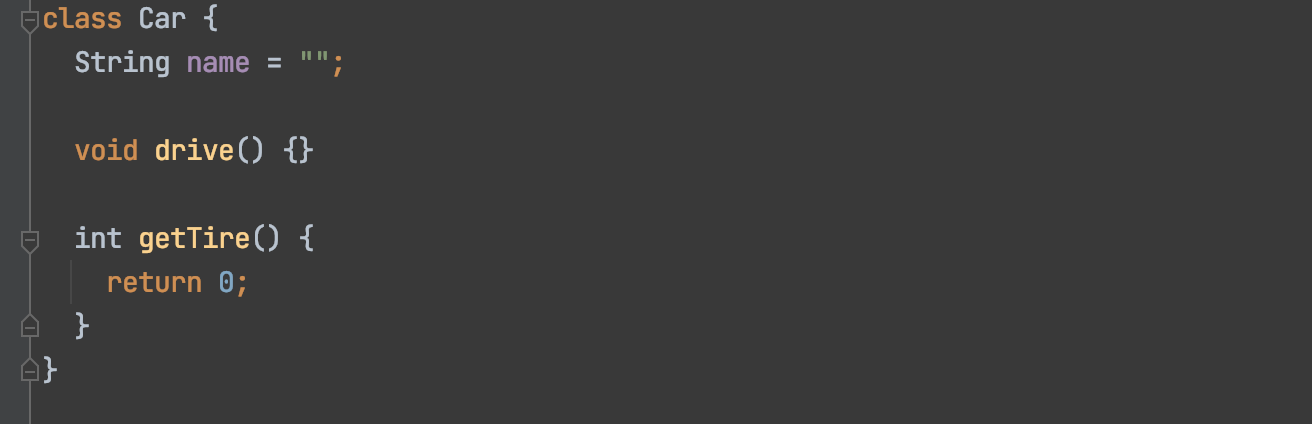 class Car {
  String name = "";
  void drive() {}
  int getTire() {
    return 0;
  }
}